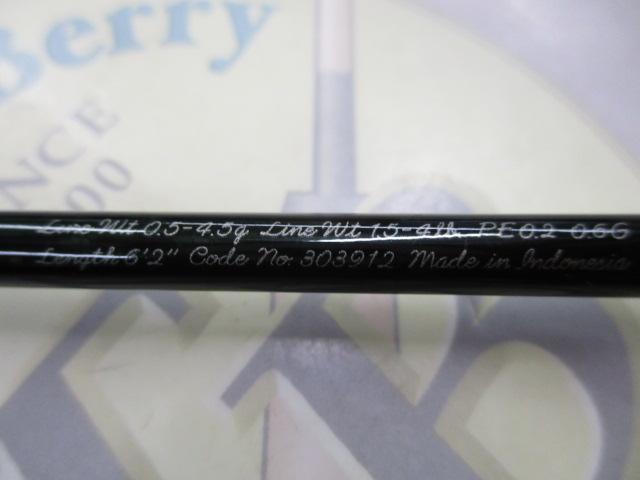 Berry
NCE
00
Lure Wt 0.5-4.5g Line Wt 1.5-4lb. PE 0.2-0.6G
Length 6'2" Code No. 303912 Made in Indonesia